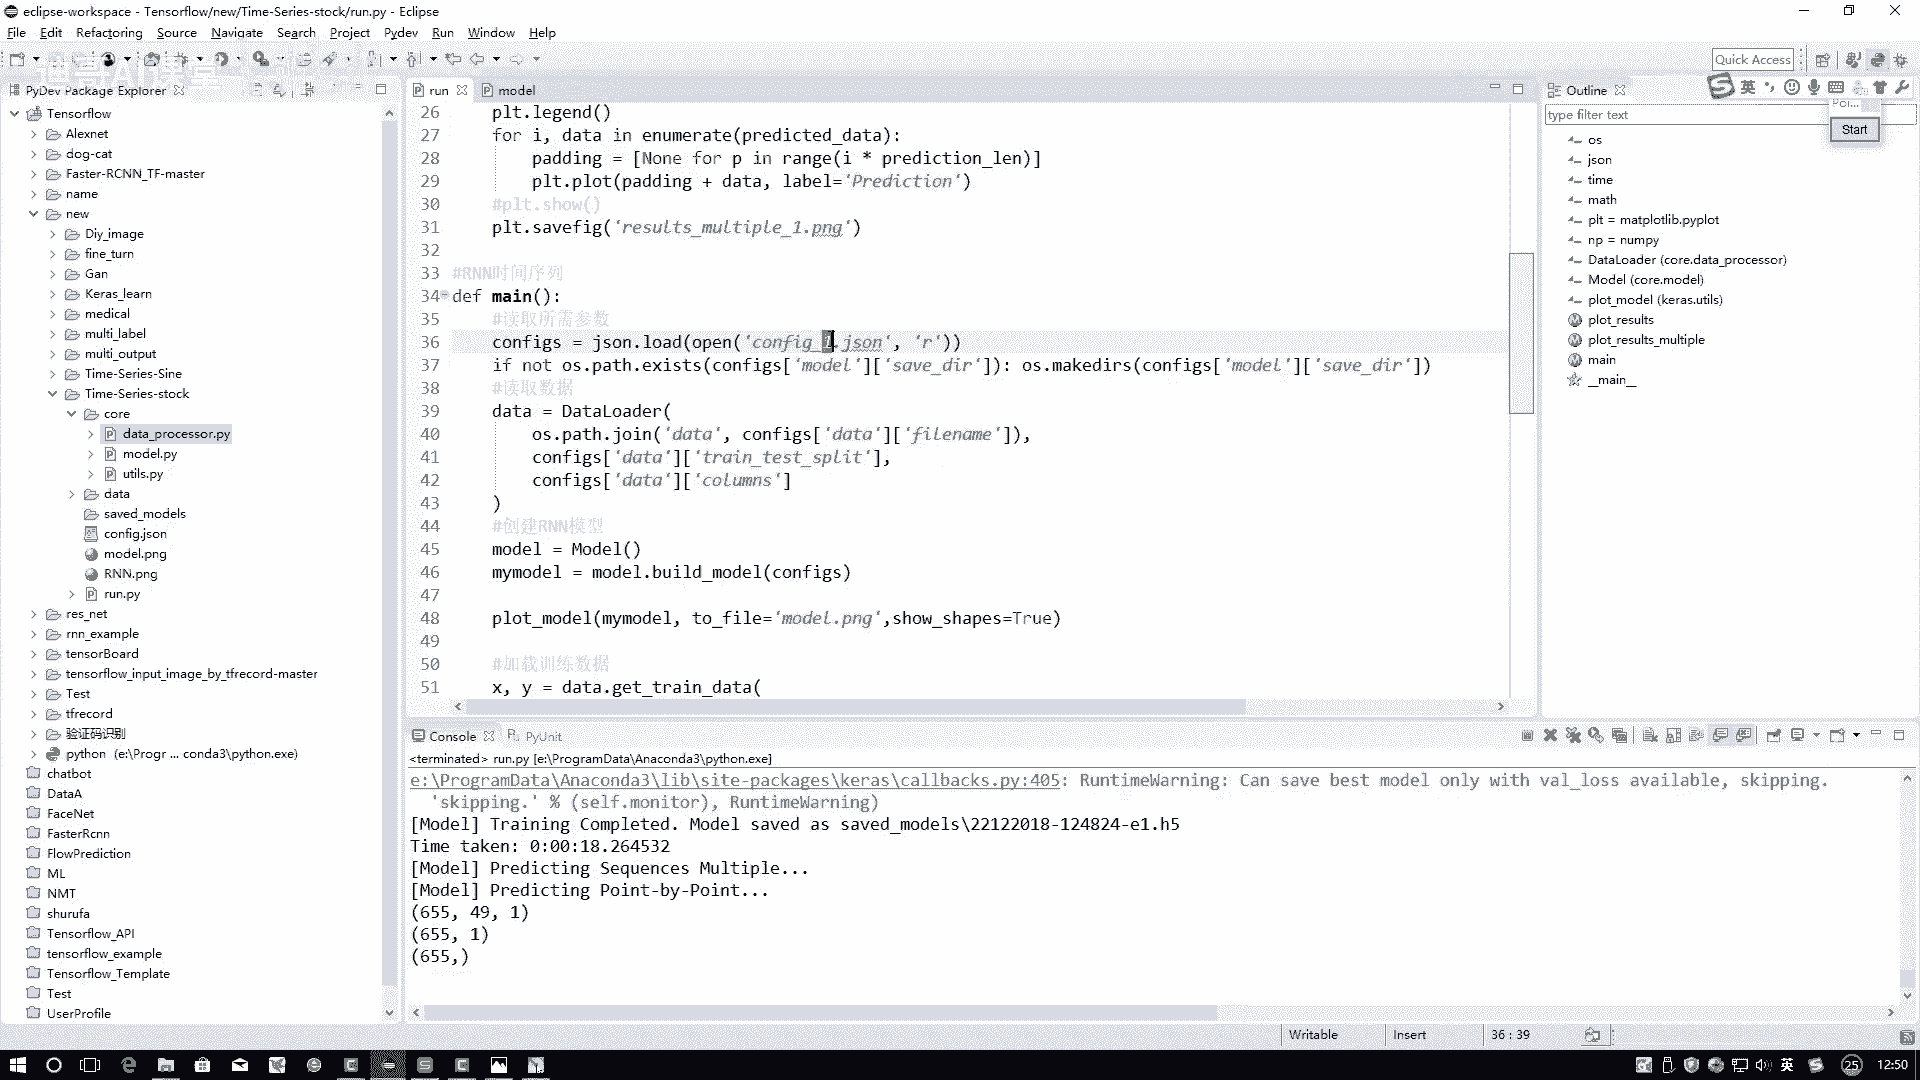 eclipse-workspace - Tensorflow/new/Time-Series-stock/run.py - Eclipse
File Edit Refactoring Source Navigate Search Project Pydev Run Window Help
Quick Access
迪哥AI课堂
PyDev Package Explorer
Tensorflow
Alexnet
dog-cat
Faster-RCNN_TF-master
name
new
Diy_image
fine_turn
Gan
Keras_learn
medical
multi_label
multi_output
Time-Series-Sine
Time-Series-stock
core
data_processor.py
model.py
utils.py
data
saved_models
config.json
model.png
RNN.png
run.py
res_net
rnn_example
tensorBoard
tensorflow_input_image_by_tfrecord-master
Test
tfrecord
验证码识别
python (e:\Progr ... conda3\python.exe)
chatbot
DataA
FaceNet
FasterRcnn
FlowPrediction
ML
NMT
shurufa
Tensorflow_API
tensorflow_example
Tensorflow_Template
Test
UserProfile
run model
26 plt.legend()
27 for i, data in enumerate(predicted_data):
28 padding = [None for p in range(i * prediction_len)]
29 plt.plot(padding + data, label='Prediction')
30 #plt.show()
31 plt.savefig('results_multiple_1.png')
32
33 #RNN时间序列
34 def main():
35 #读取所需参数
36 configs = json.load(open('config_1.json', 'r'))
37 if not os.path.exists(configs['model']['save_dir']): os.makedirs(configs['model']['save_dir'])
38 #读取数据
39 data = DataLoader(
40 os.path.join('data', configs['data']['filename']),
41 configs['data']['train_test_split'],
42 configs['data']['columns']
43 )
44 #创建RNN模型
45 model = Model()
46 mymodel = model.build_model(configs)
47
48 plot_model(mymodel, to_file='model.png',show_shapes=True)
49
50 #加载训练数据
51 x, y = data.get_train_data(
Outline
英
type filter text
Start
os
json
time
math
plt = matplotlib.pyplot
np = numpy
DataLoader (core.data_processor)
Model (core.model)
plot_model (keras.utils)
plot_results
plot_results_multiple
main
__main__
Console PyUnit
<terminated> run.py [e:\ProgramData\Anaconda3\python.exe]
e:\ProgramData\Anaconda3\lib\site-packages\keras\callbacks.py:405: RuntimeWarning: Can save best model only with val_loss available, skipping.
'skipping.' % (self.monitor), RuntimeWarning)
[Model] Training Completed. Model saved as saved_models\22122018-124824-e1.h5
Time taken: 0:00:18.264532
[Model] Predicting Sequences Multiple...
[Model] Predicting Point-by-Point...
(655, 49, 1)
(655, 1)
(655,)
Writable Insert 36 : 39
英 25 12:50